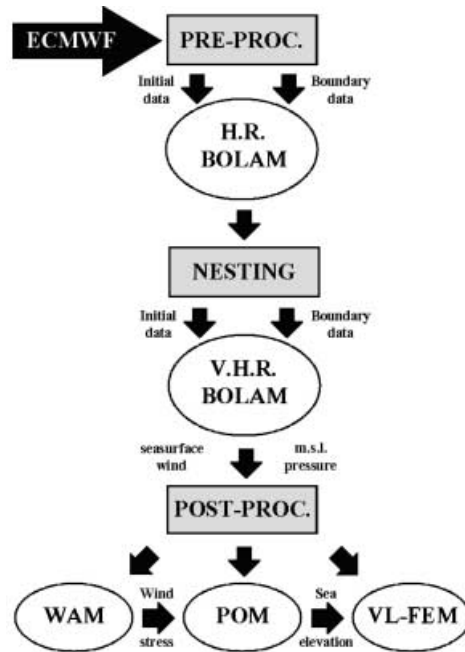 ECMWF
PRE-PROC.
Initial
data
Boundary
data
H.R.
BOLAM
NESTING
Initial
data
Boundary
data
V.H.R.
BOLAM
seasurface
wind
m.s.l.
pressure
POST-PROC.
WAM
Wind
stress
POM
Sea
elevation
VL-FEM